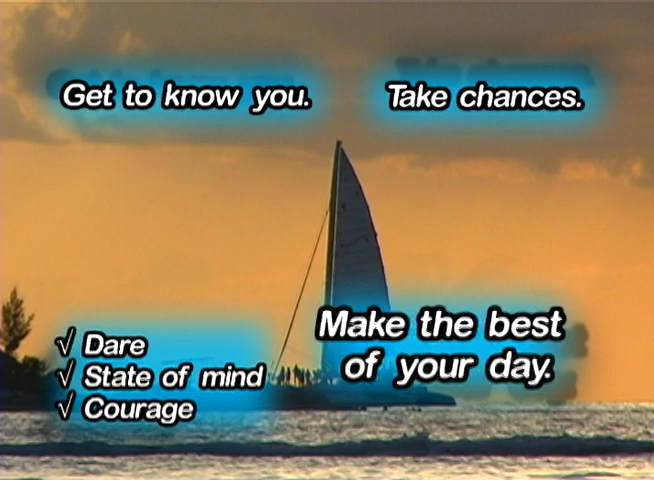 Get to know you.
Take chances.
√ Dare
√ State of mind
√ Courage
Make the best
of your day.